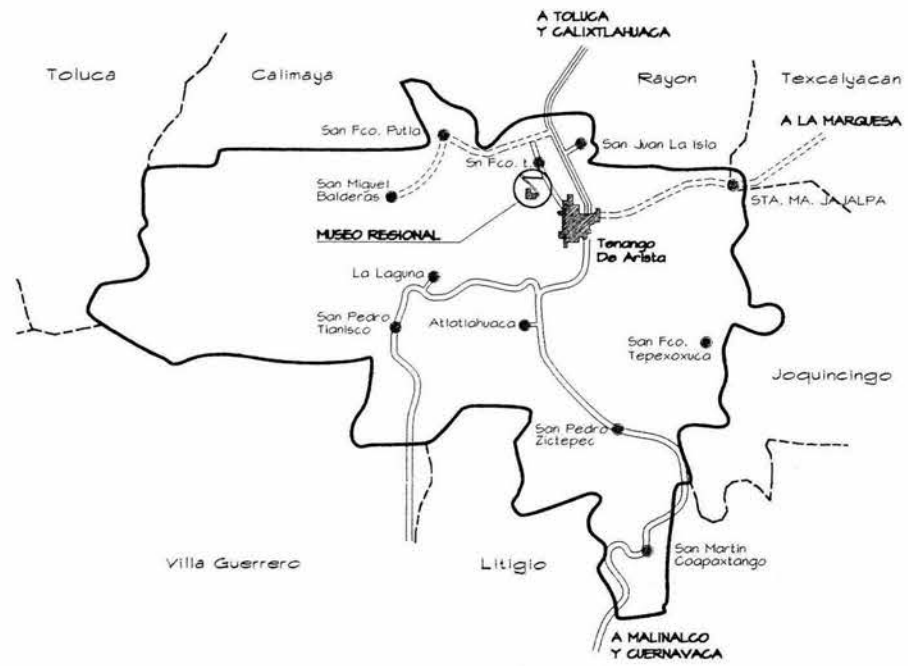 A TOLUCA
Y CALIXTLAHUACA
Toluca
Calimaya
Rayon
Texcalyacan
A LA MARQUESA
San Fco. Putla
San Juan La Isla
Sn Fco. t.
San Miguel
Balderas
STA. MA. JAJALPA
MUSEO REGIONAL
Tenango
De Arista
La Laguna
San Pedro
Tlanisco
Atlatlahuaca
San Fco.
Tepexoxuca
Joquincingo
San Pedro
Zictepec
Villa Guerrero
Litigio
San Martin
Coapaxtango
A MALINALCO
Y CUERNAVACA